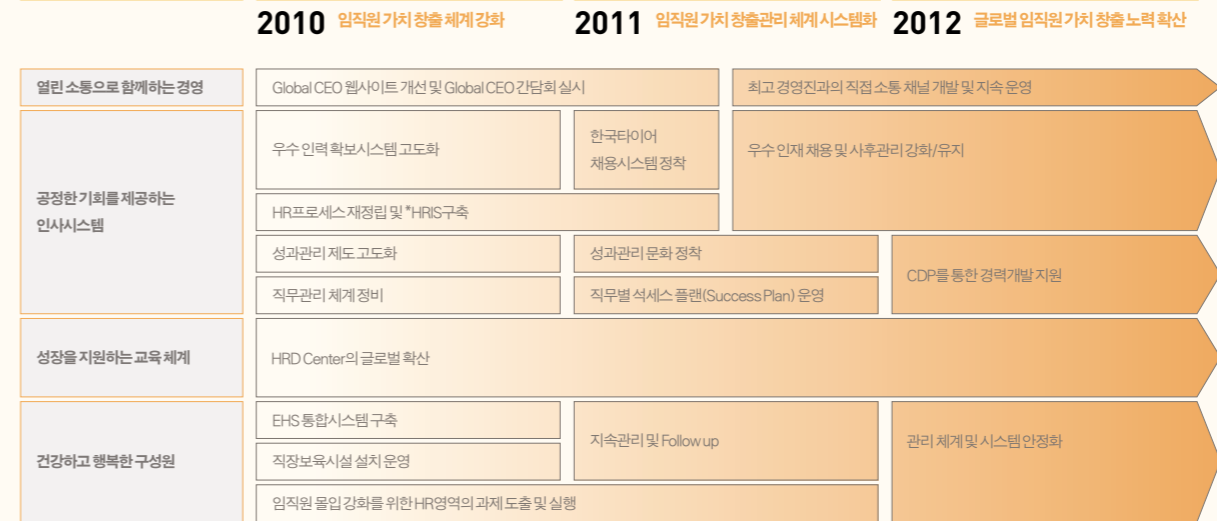 2010 임직원 가치 창출 체계 강화
2011 임직원 가치 창출관리 체계 시스템화
2012 글로벌 임직원 가치 창출 노력 확산
열린 소통으로 함께하는 경영
Global CEO 웹사이트 개선 및 Global CEO 간담회 실시
최고 경영진과의 직접 소통 채널 개발 및 지속 운영
공정한 기회를 제공하는
인사시스템
우수 인력 확보시스템 고도화
한국타이어
채용시스템 정착
우수 인재 채용 및 사후관리 강화/유지
HR프로세스 재정립 및 *HRIS구축
성과관리 제도 고도화
성과관리 문화 정착
CDP를 통한 경력개발 지원
직무관리 체계 정비
직무별 석세스 플랜(Success Plan) 운영
성장을 지원하는 교육 체계
HRD Center의 글로벌 확산
건강하고 행복한 구성원
EHS 통합시스템 구축
지속관리 및 Follow up
관리 체계 및 시스템 안정화
직장보육시설 설치 운영
임직원 몰입 강화를 위한 HR영역의 과제 도출 및 실행